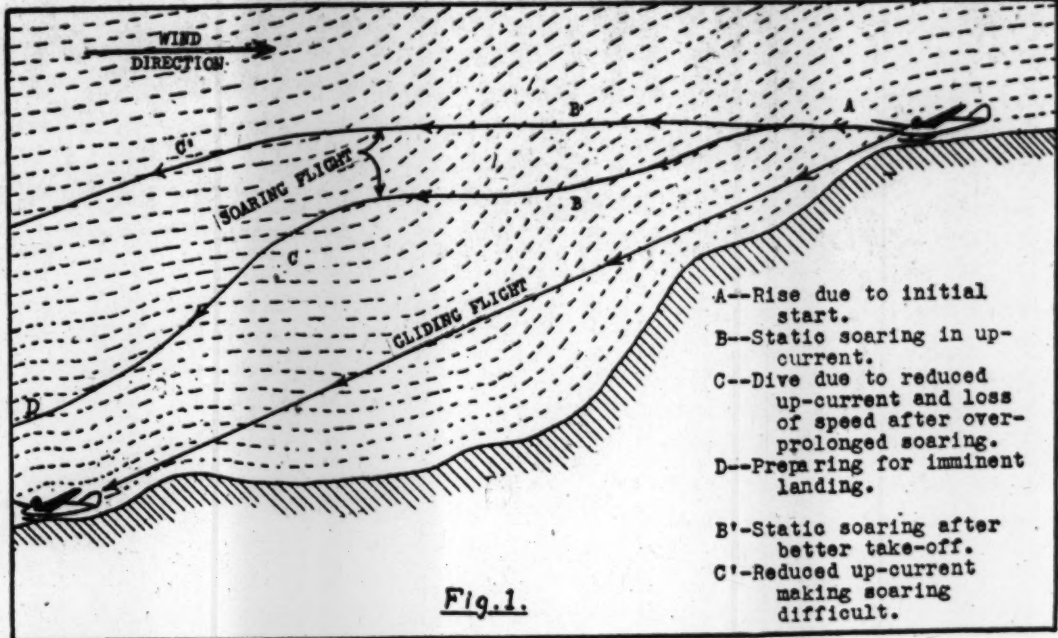 WIND
DIRECTION
A
B'
C'
SOARING FLIGHT
B
C
GLIDING FLIGHT
D
A--Rise due to initial
start.
B--Static soaring in up-
current.
C--Dive due to reduced
up-current and loss
of speed after over-
prolonged soaring.
D--Preparing for imminent
landing.
B'-Static soaring after
better take-off.
C'-Reduced up-current
making soaring
difficult.
Fig.1.